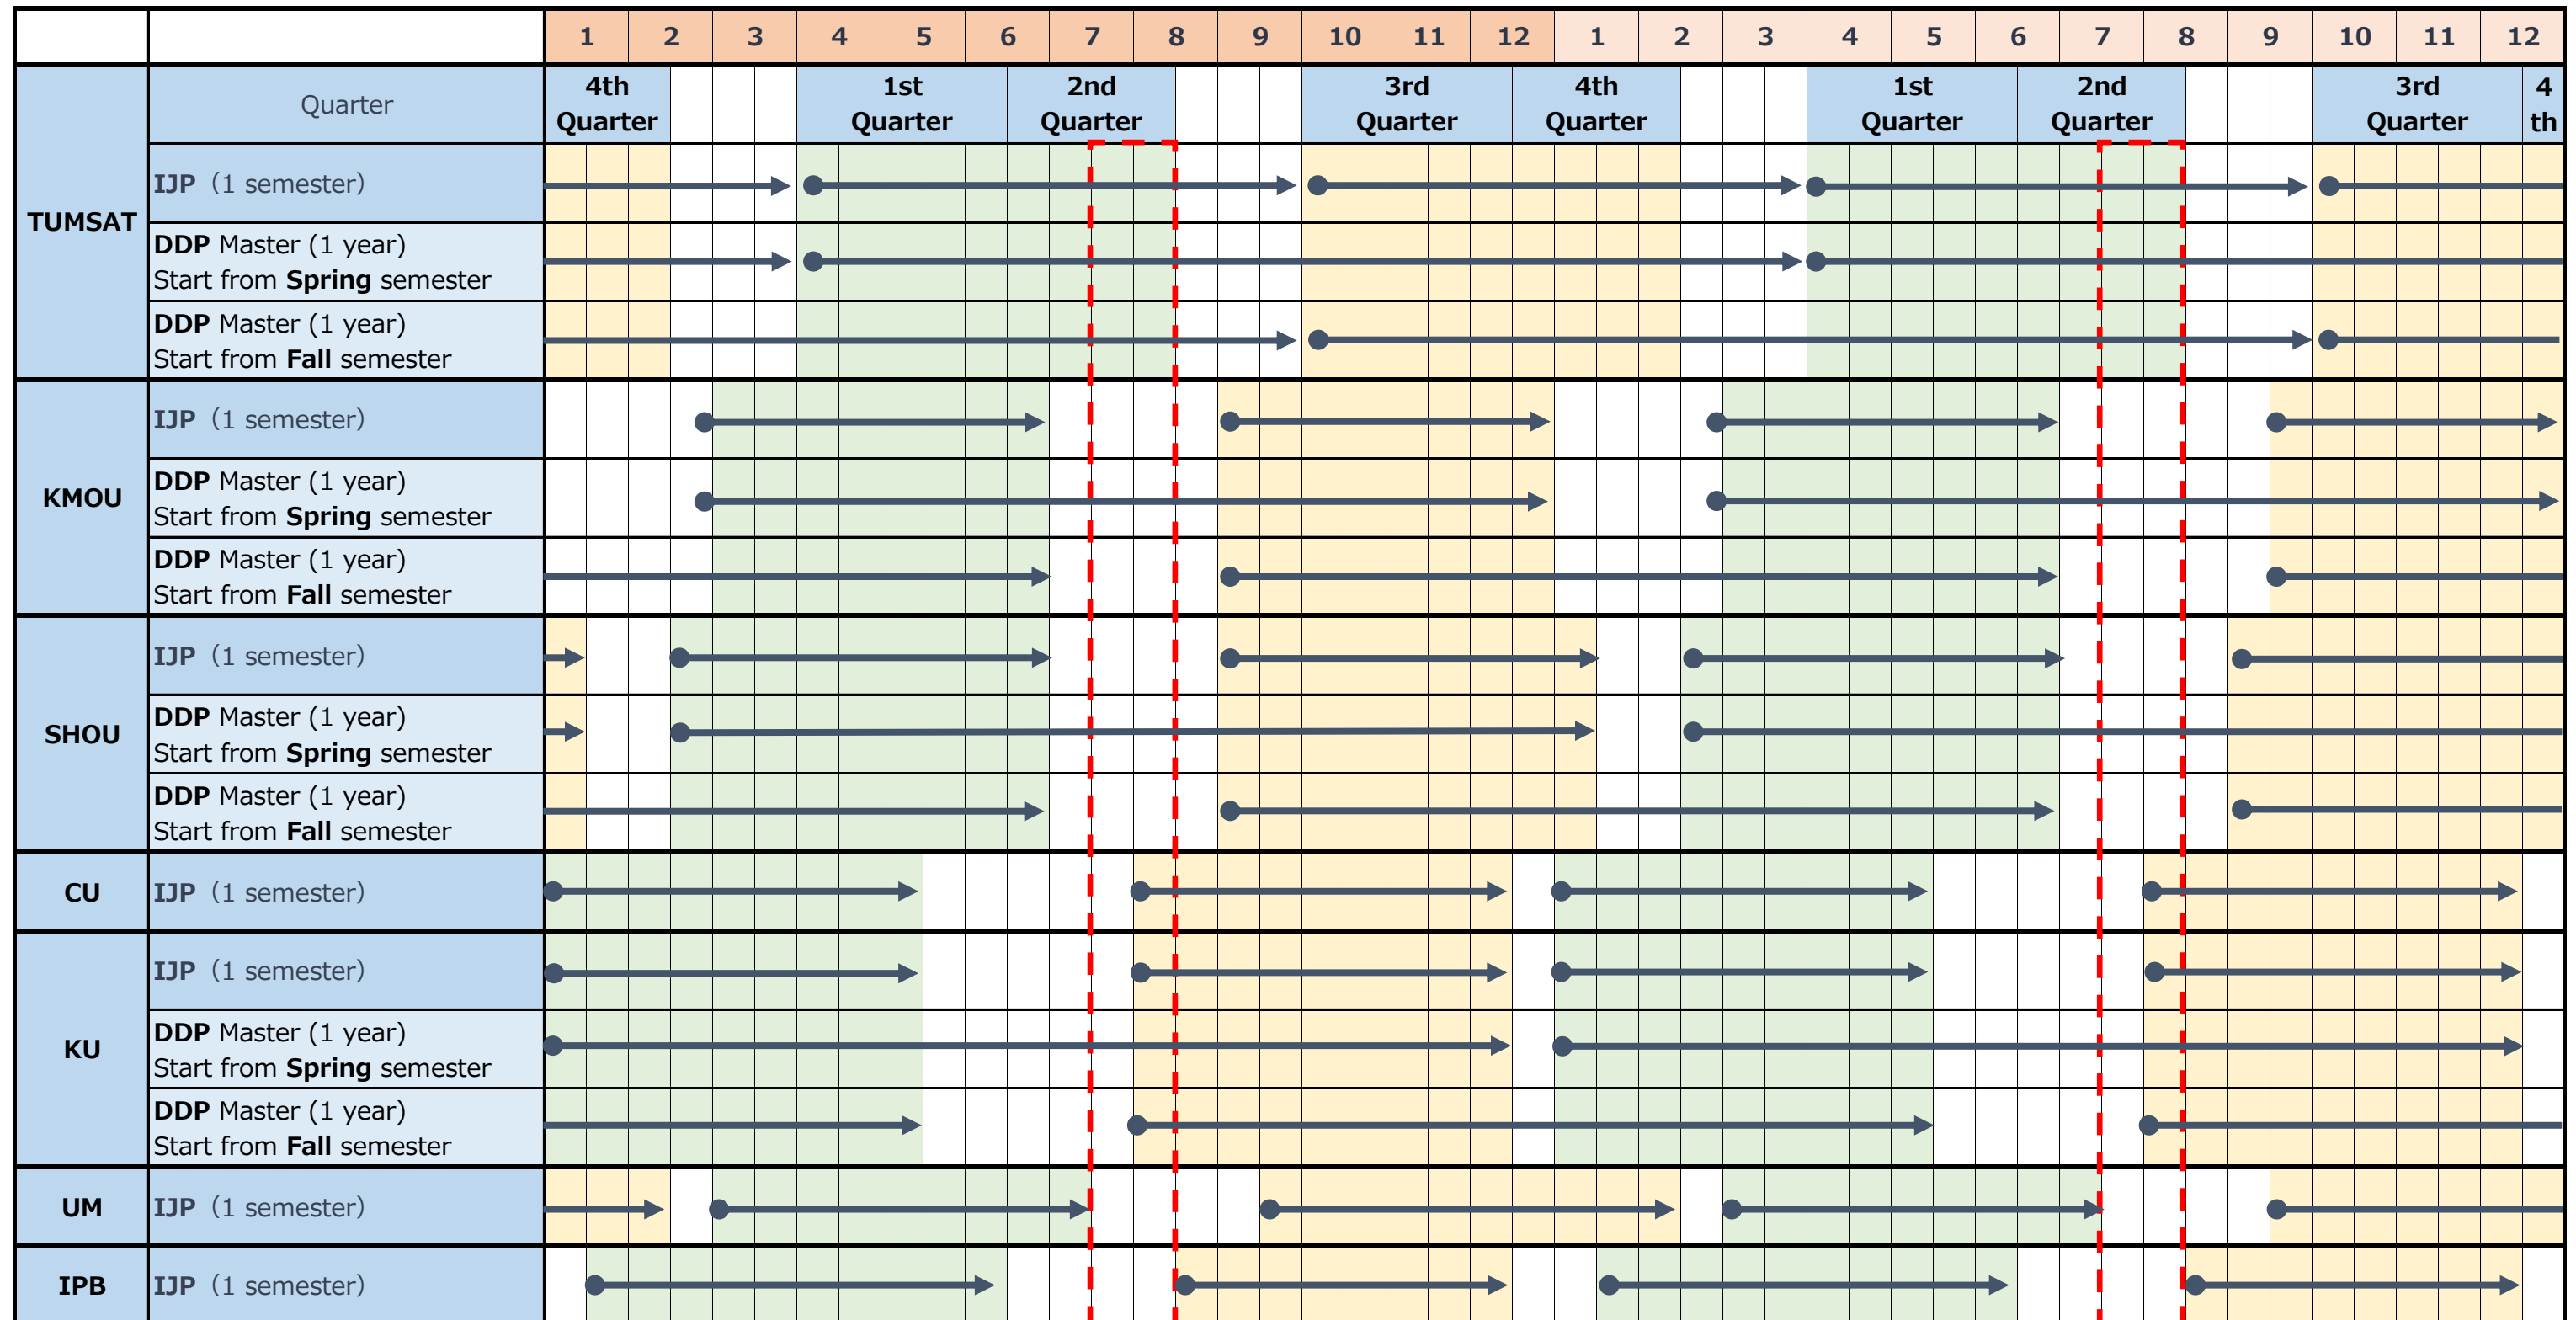 1 2 3 4 5 6 7 8 9 10 11 12 1 2 3 4 5 6 7 8 9 10 11 12
Quarter
4th
Quarter
1st
Quarter
2nd
Quarter
3rd
Quarter
4th
Quarter
1st
Quarter
2nd
Quarter
3rd
Quarter
4
th
TUMSAT
IJP（1 semester）
DDP Master (1 year)
Start from Spring semester
DDP Master (1 year)
Start from Fall semester
KMOU
IJP（1 semester）
DDP Master (1 year)
Start from Spring semester
DDP Master (1 year)
Start from Fall semester
SHOU
IJP（1 semester）
DDP Master (1 year)
Start from Spring semester
DDP Master (1 year)
Start from Fall semester
CU
IJP（1 semester）
KU
IJP（1 semester）
DDP Master (1 year)
Start from Spring semester
DDP Master (1 year)
Start from Fall semester
UM
IJP（1 semester）
IPB
IJP（1 semester）